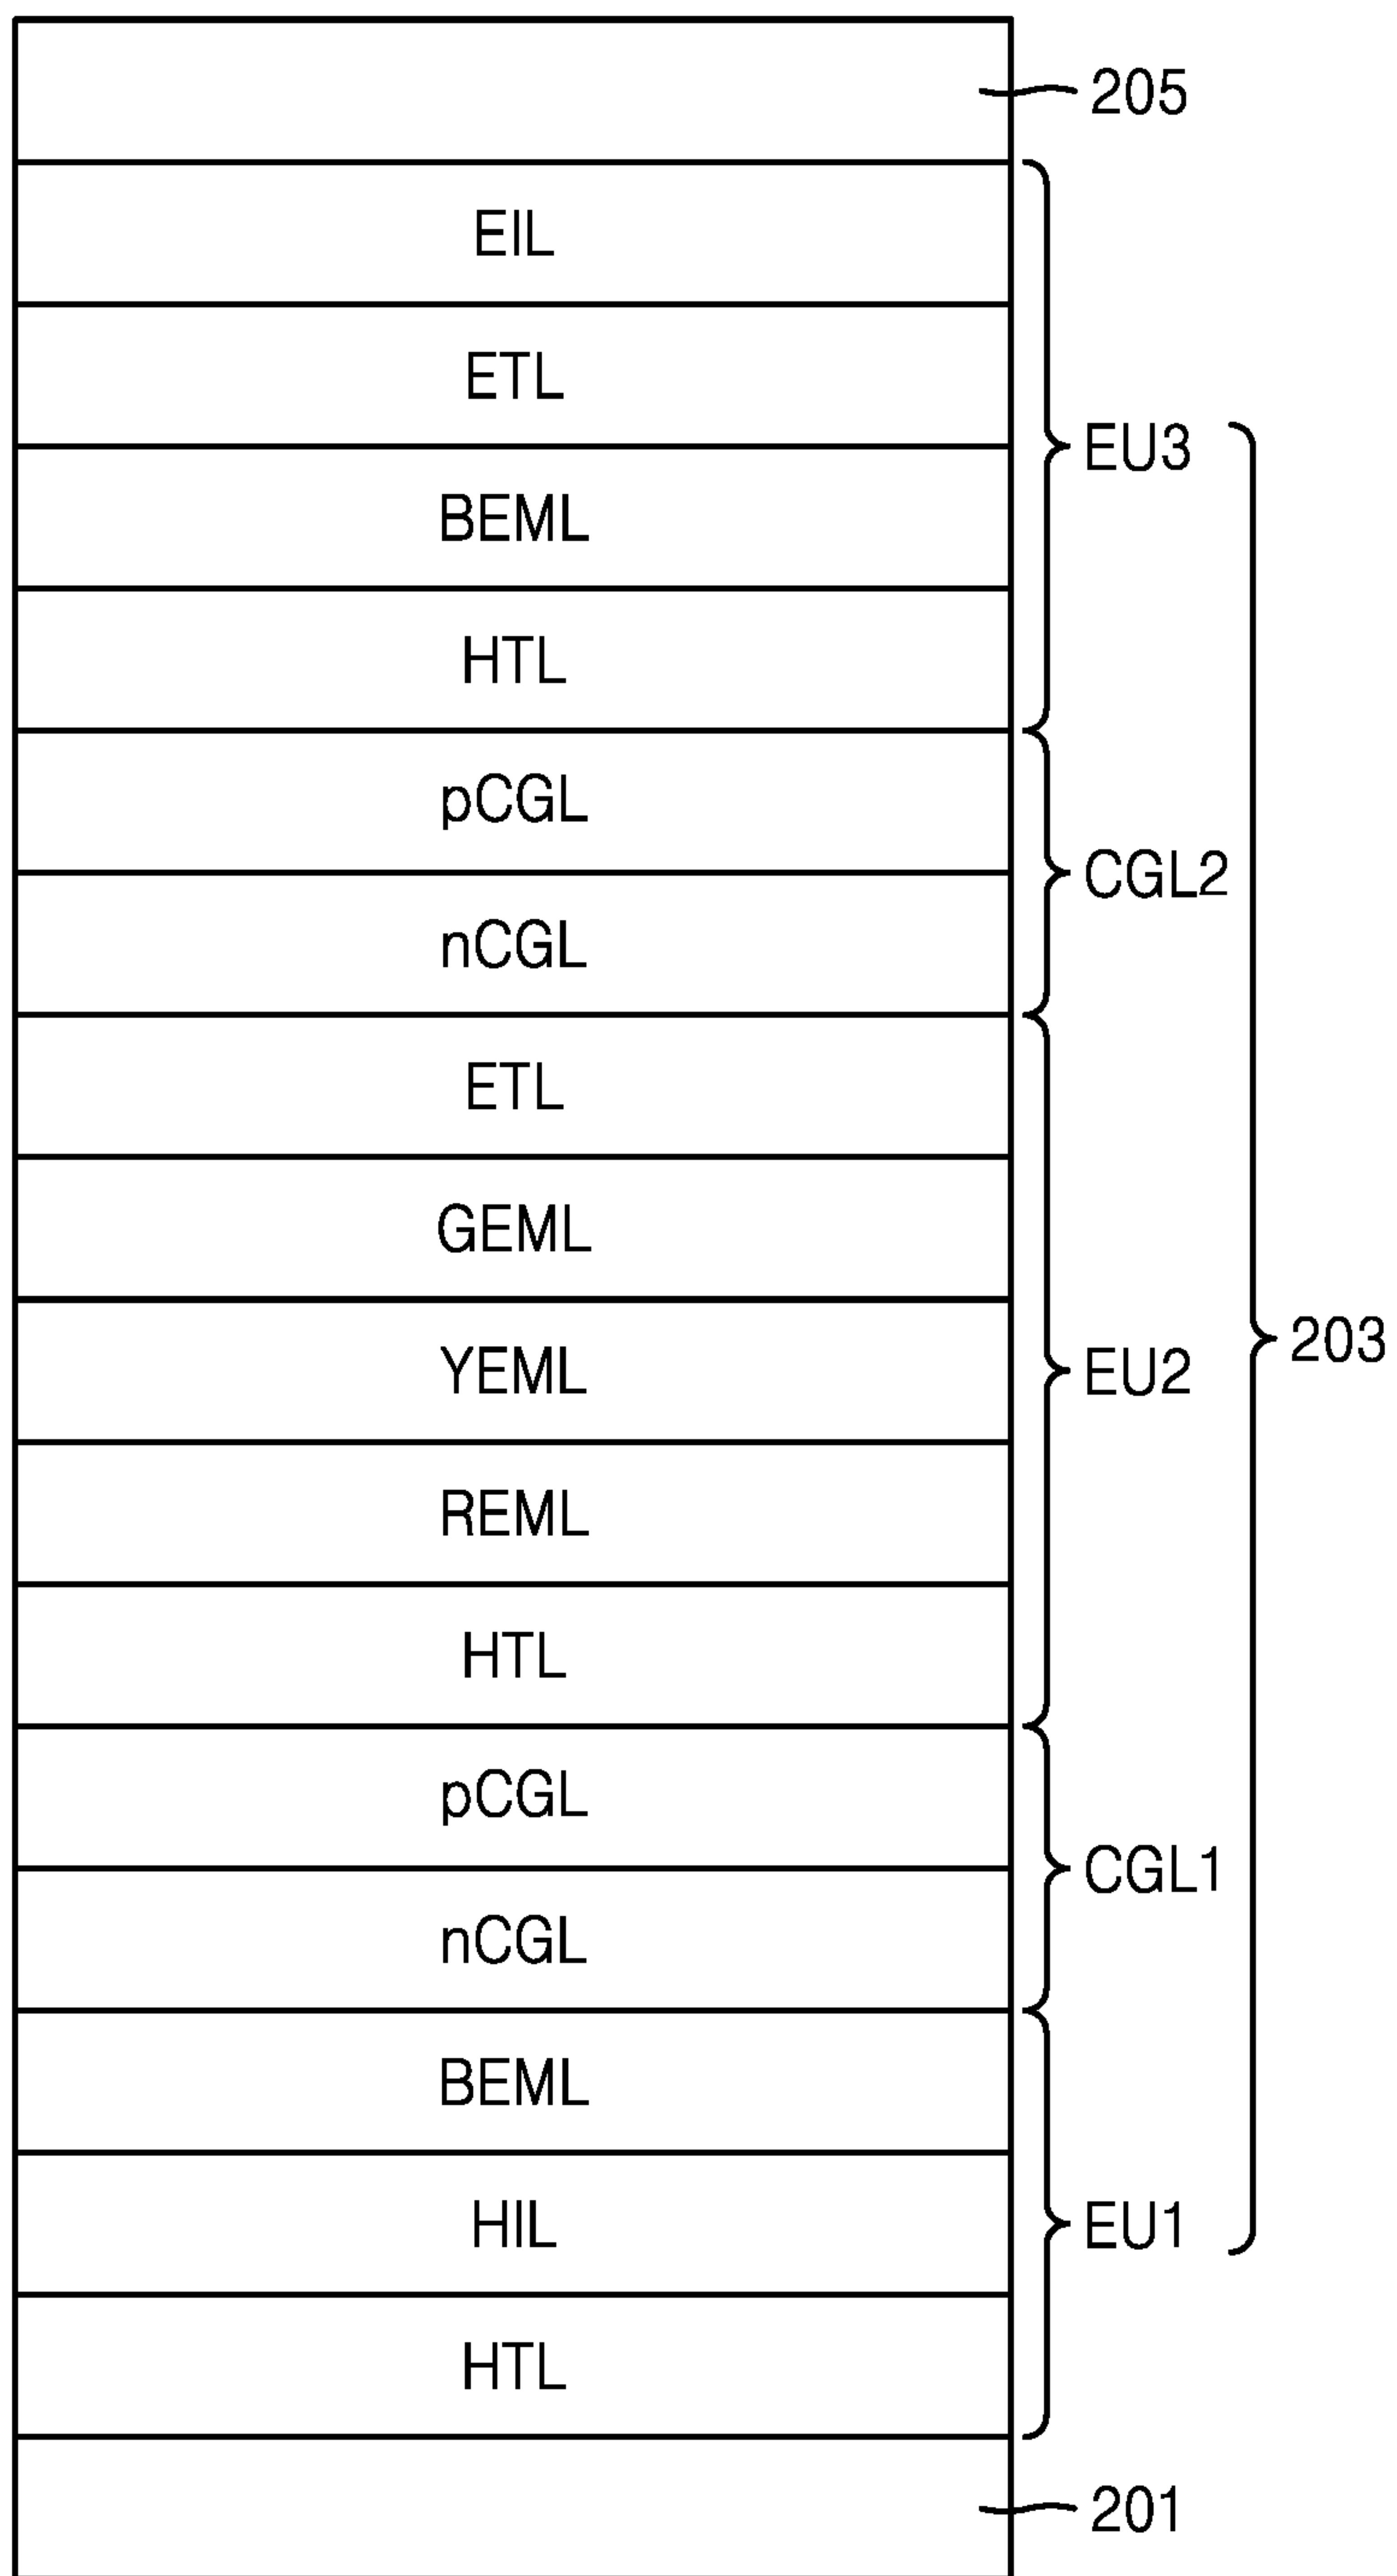 205
EIL
ETL
EU3
BEML
HTL
pCGL
CGL2
nCGL
ETL
GEML
203
YEML
EU2
REML
HTL
pCGL
CGL1
nCGL
BEML
HIL
EU1
HTL
201